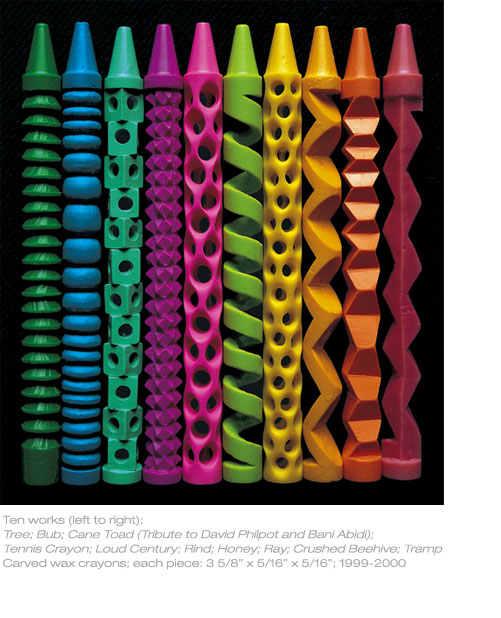 Ten works (left to right):
Tree; Bub; Cane Toad (Tribute to David Philpot and Bani Abidi);
Tennis Crayon; Loud Century; Rind; Honey; Ray; Crushed Beehive; Tramp
Carved wax crayons; each piece: 3 5/8" x 5/16" x 5/16"; 1999-2000